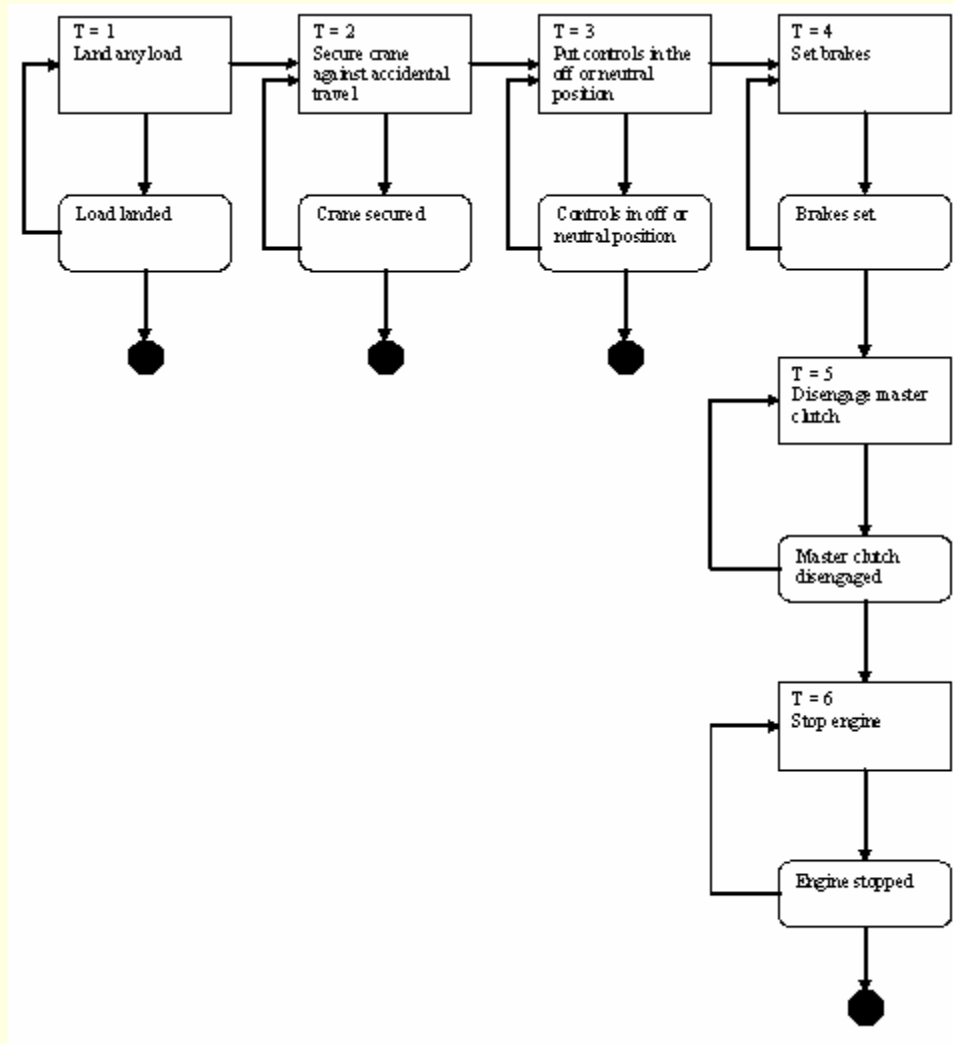 T = 1
Land any load
T = 2
Secure crane
against accidental
travel
T = 3
Put controls in the
off or neutral
position
T = 4
Set brakes
Load landed
Crane secured
Controls in off or
neutral position
Brakes set
T = 5
Disengage master
clutch
Master clutch
disengaged
T = 6
Stop engine
Engine stopped